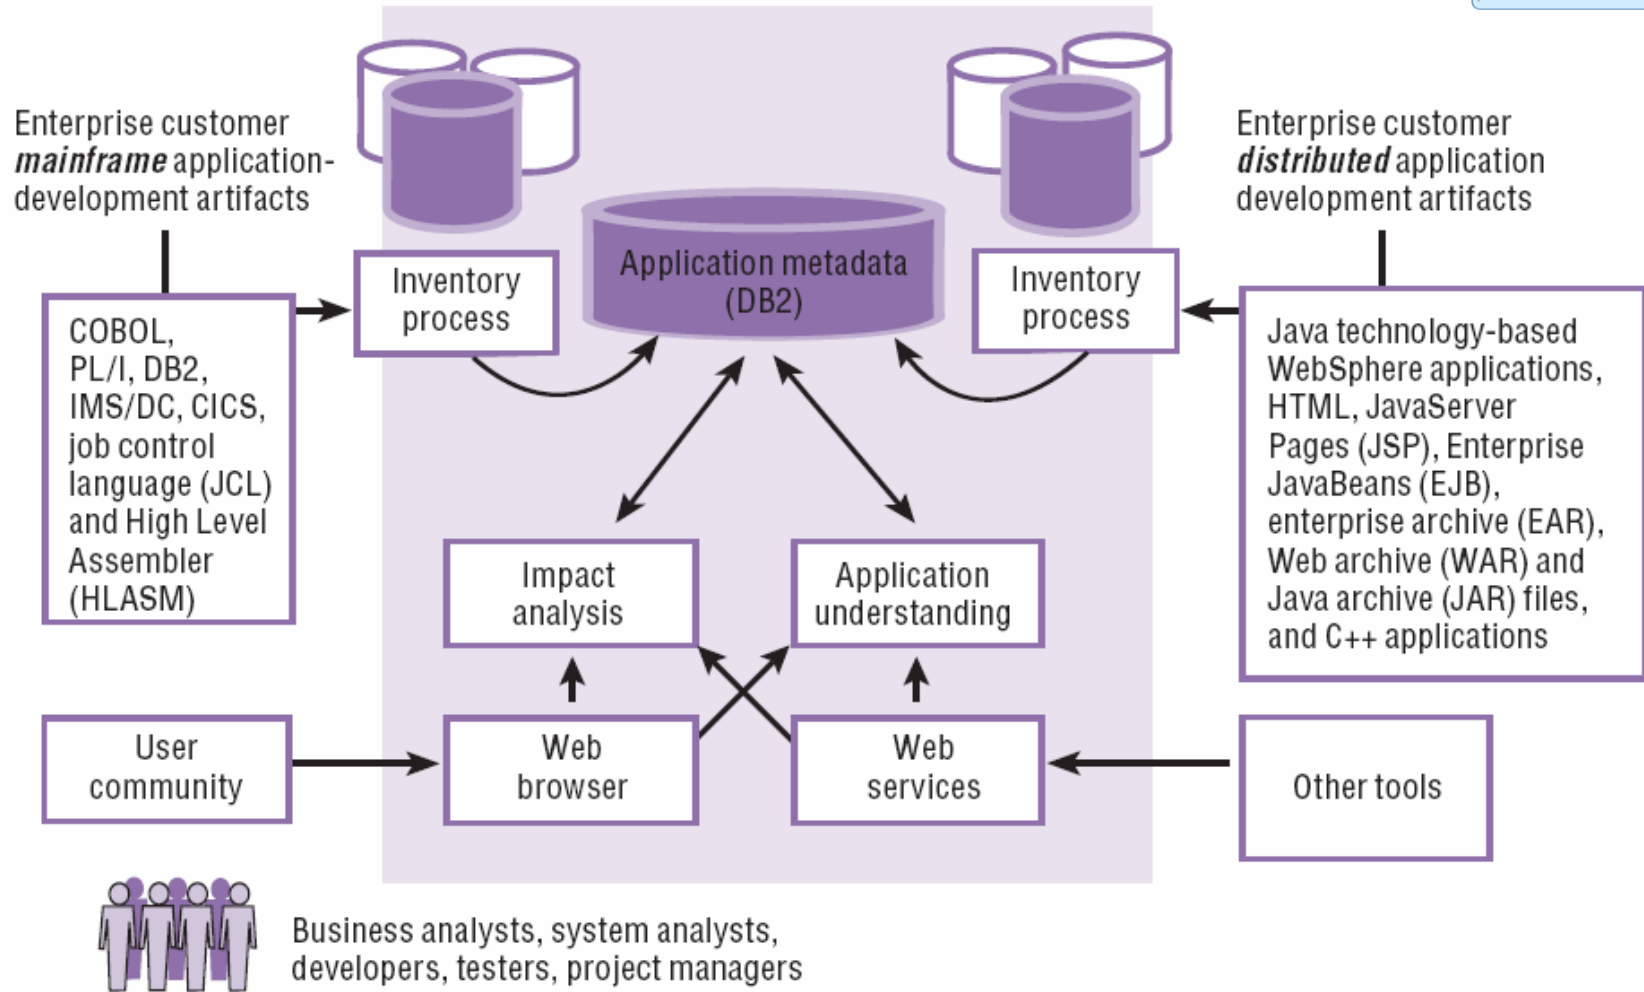 Enterprise customer
mainframe application-
development artifacts
Enterprise customer
distributed application
development artifacts
Application metadata
(DB2)
Inventory
process
Inventory
process
COBOL,
PL/I, DB2,
IMS/DC, CICS,
job control
language (JCL)
and High Level
Assembler
(HLASM)
Java technology-based
WebSphere applications,
HTML, JavaServer
Pages (JSP), Enterprise
JavaBeans (EJB),
enterprise archive (EAR),
Web archive (WAR) and
Java archive (JAR) files,
and C++ applications
Impact
analysis
Application
understanding
User
community
Web
browser
Web
services
Other tools
Business analysts, system analysts,
developers, testers, project managers